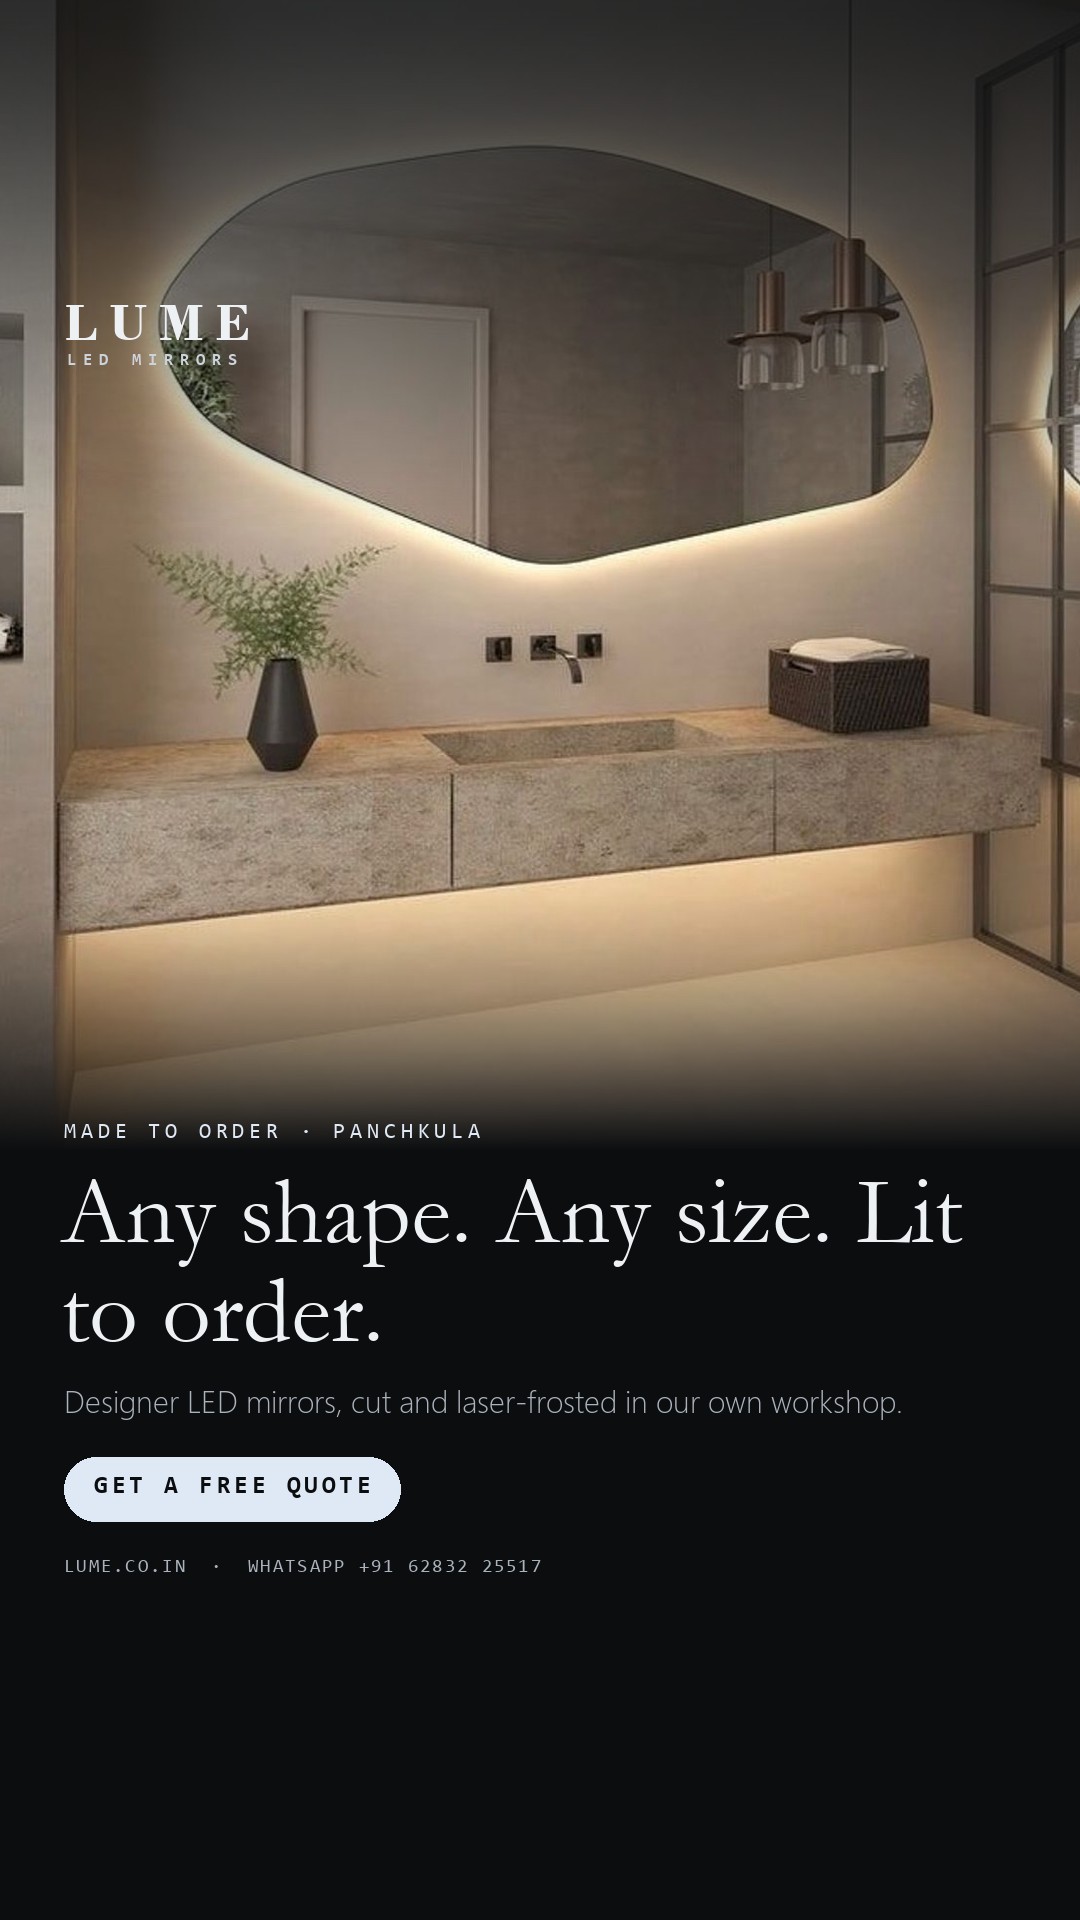 LUME
LED MIRRORS
MADE TO ORDER · PANCHKULA
Any shape. Any size. Lit
to order.
Designer LED mirrors, cut and laser-frosted in our own workshop.
GET A FREE QUOTE
LUME.CO.IN · WHATSAPP +91 62832 25517